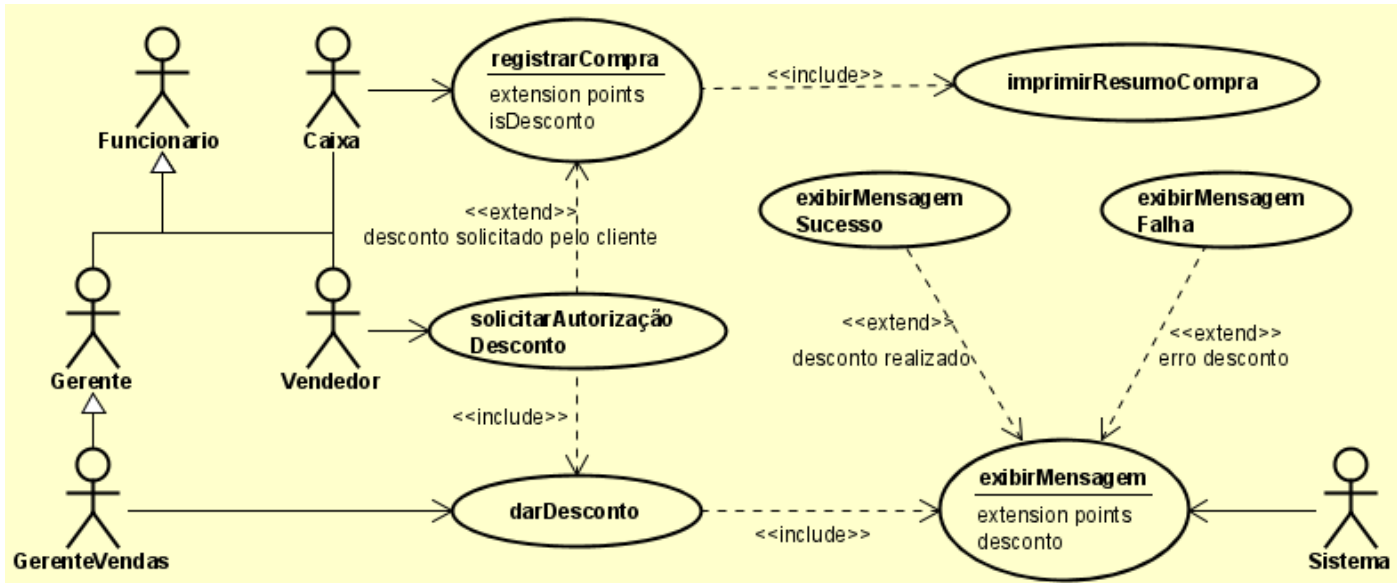 Funcionario
Caixa
registrarCompra
extension points
isDesconto
<<include>>
imprimirResumoCompra
<<extend>>
desconto solicitado pelo cliente
exibirMensagem
Sucesso
exibirMensagem
Falha
Gerente
Vendedor
solicitarAutorização
Desconto
<<extend>>
desconto realizado
<<extend>>
erro desconto
<<include>>
GerenteVendas
darDesconto
<<include>>
exibirMensagem
extension points
desconto
Sistema